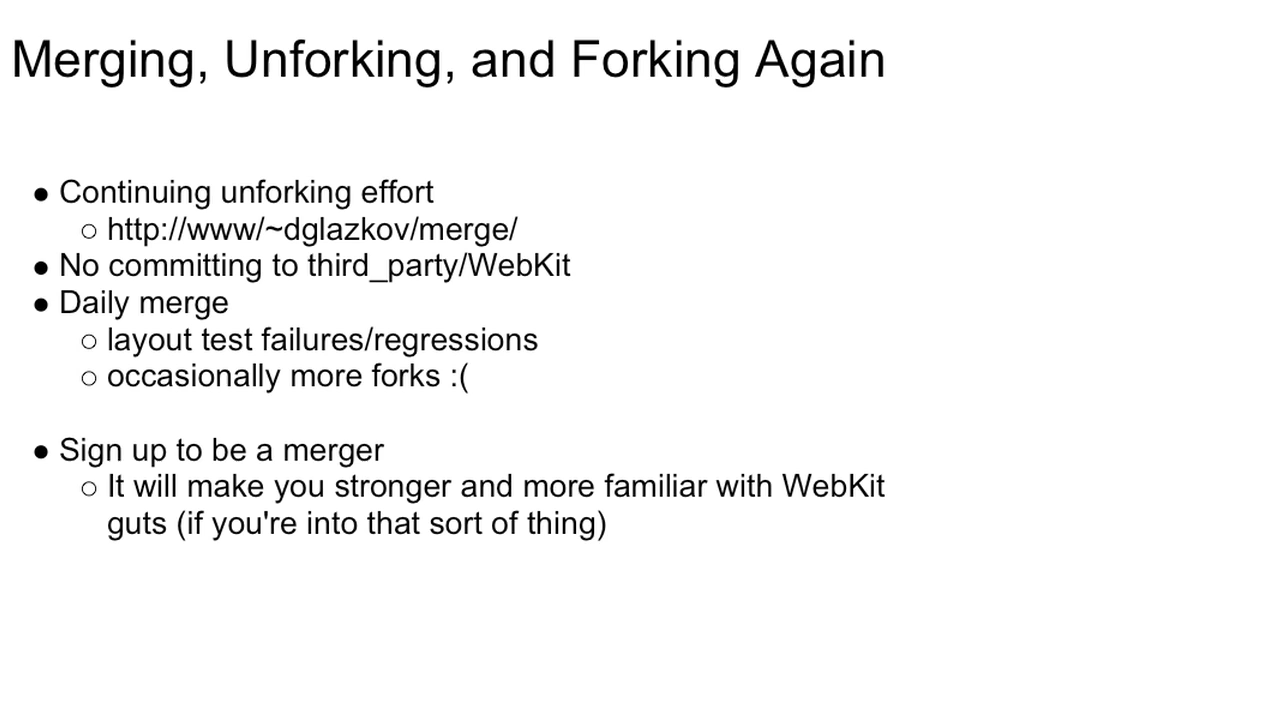 Merging, Unforking, and Forking Again
● Continuing unforking effort
○ http://www/~dglazkov/merge/
● No committing to third_party/WebKit
● Daily merge
○ layout test failures/regressions
○ occasionally more forks :(
● Sign up to be a merger
○ It will make you stronger and more familiar with WebKit
guts (if you're into that sort of thing)